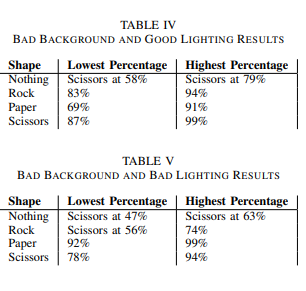 TABLE IV
BAD BACKGROUND AND GOOD LIGHTING RESULTS
Shape Lowest Percentage Highest Percentage
Nothing Scissors at 58% Scissors at 79%
Rock 83% 94%
Paper 69% 91%
Scissors 87% 99%
TABLE V
BAD BACKGROUND AND BAD LIGHTING RESULTS
Shape Lowest Percentage Highest Percentage
Nothing Scissors at 47% Scissors at 63%
Rock Scissors at 56% 74%
Paper 92% 99%
Scissors 78% 94%